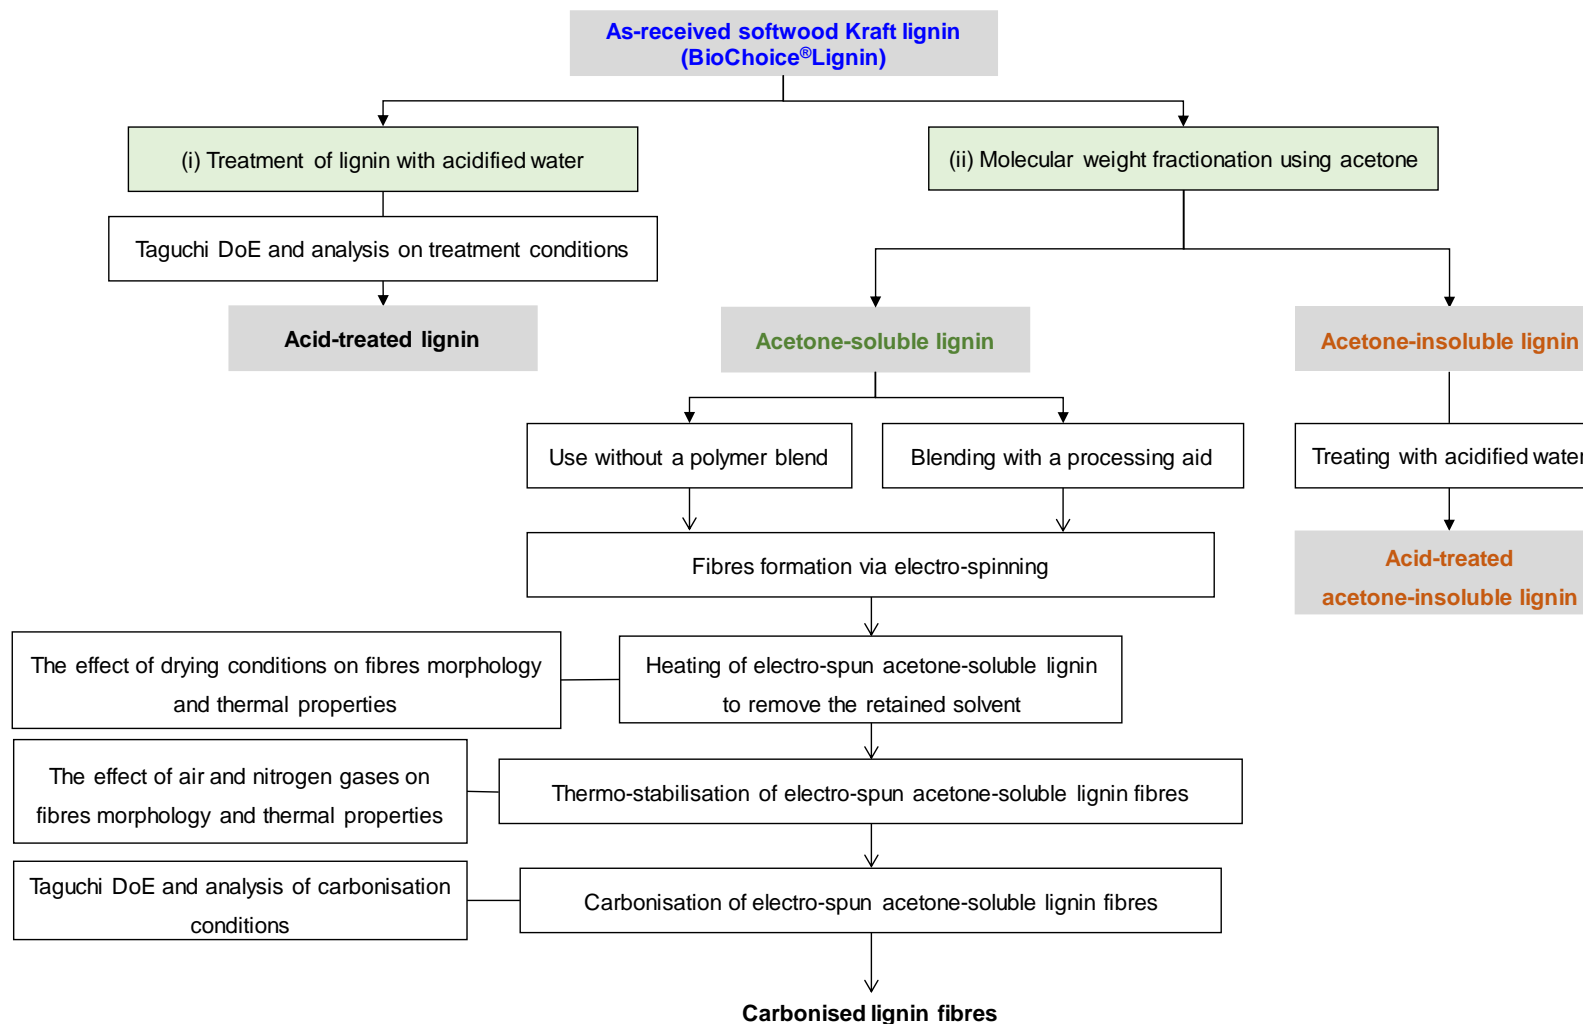 As-received softwood Kraft lignin
(BioChoice®Lignin)
(i) Treatment of lignin with acidified water
(ii) Molecular weight fractionation using acetone
Taguchi DoE and analysis on treatment conditions
Acid-treated lignin
Acetone-soluble lignin
Acetone-insoluble lignin
Use without a polymer blend
Blending with a processing aid
Treating with acidified water
Fibres formation via electro-spinning
Acid-treated
acetone-insoluble lignin
The effect of drying conditions on fibres morphology
and thermal properties
Heating of electro-spun acetone-soluble lignin
to remove the retained solvent
The effect of air and nitrogen gases on
fibres morphology and thermal properties
Thermo-stabilisation of electro-spun acetone-soluble lignin fibres
Taguchi DoE and analysis of carbonisation
conditions
Carbonisation of electro-spun acetone-soluble lignin fibres
Carbonised lignin fibres